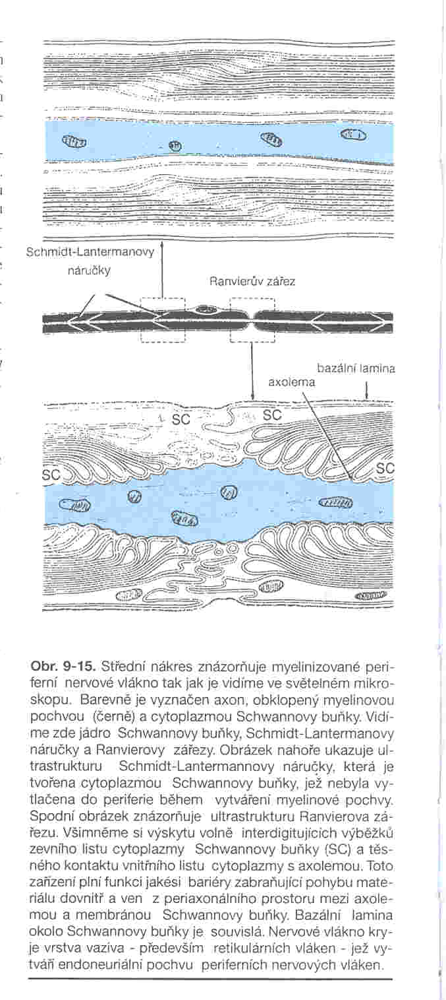 Schmidt-Lantermanovy
náručky
Ranvierův zářez
bazální lamina
axolema
SC
SC
SC
SC
Obr. 9-15. Střední nákres znázorňuje myelinizované peri-
ferní nervové vlákno tak jak je vidíme ve světelném mikro-
skopu. Barevně je vyznačen axon, obklopený myelinovou
pochvou (černě) a cytoplazmou Schwannovy buňky. Vidí-
me zde jádro Schwannovy buňky, Schmidt-Lantermanovy
náručky a Ranvierovy zářezy. Obrázek nahoře ukazuje ul-
trastrukturu Schmidt-Lantermannovy náručky, která je
tvořena cytoplazmou Schwannovy buňky, jež nebyla vy-
tlačena do periferie během vytváření myelinové pochvy.
Spodní obrázek znázorňuje ultrastrukturu Ranvierova zá-
řezu. Všimněme si výskytu volně interdigitujících výběžků
zevního listu cytoplazmy Schwannovy buňky (SC) a těs-
ného kontaktu vnitřního listu cytoplazmy s axolemou. Toto
zařízení plní funkci jakési bariéry zabraňující pohybu mate-
riálu dovnitř a ven z periaxonálního prostoru mezi axole-
mou a membránou Schwannovy buňky. Bazální lamina
okolo Schwannovy buňky je souvislá. Nervové vlákno kry-
je vrstva vaziva - především retikulárních vláken - jež vy-
tváří endoneuriální pochvu periferních nervových vláken.